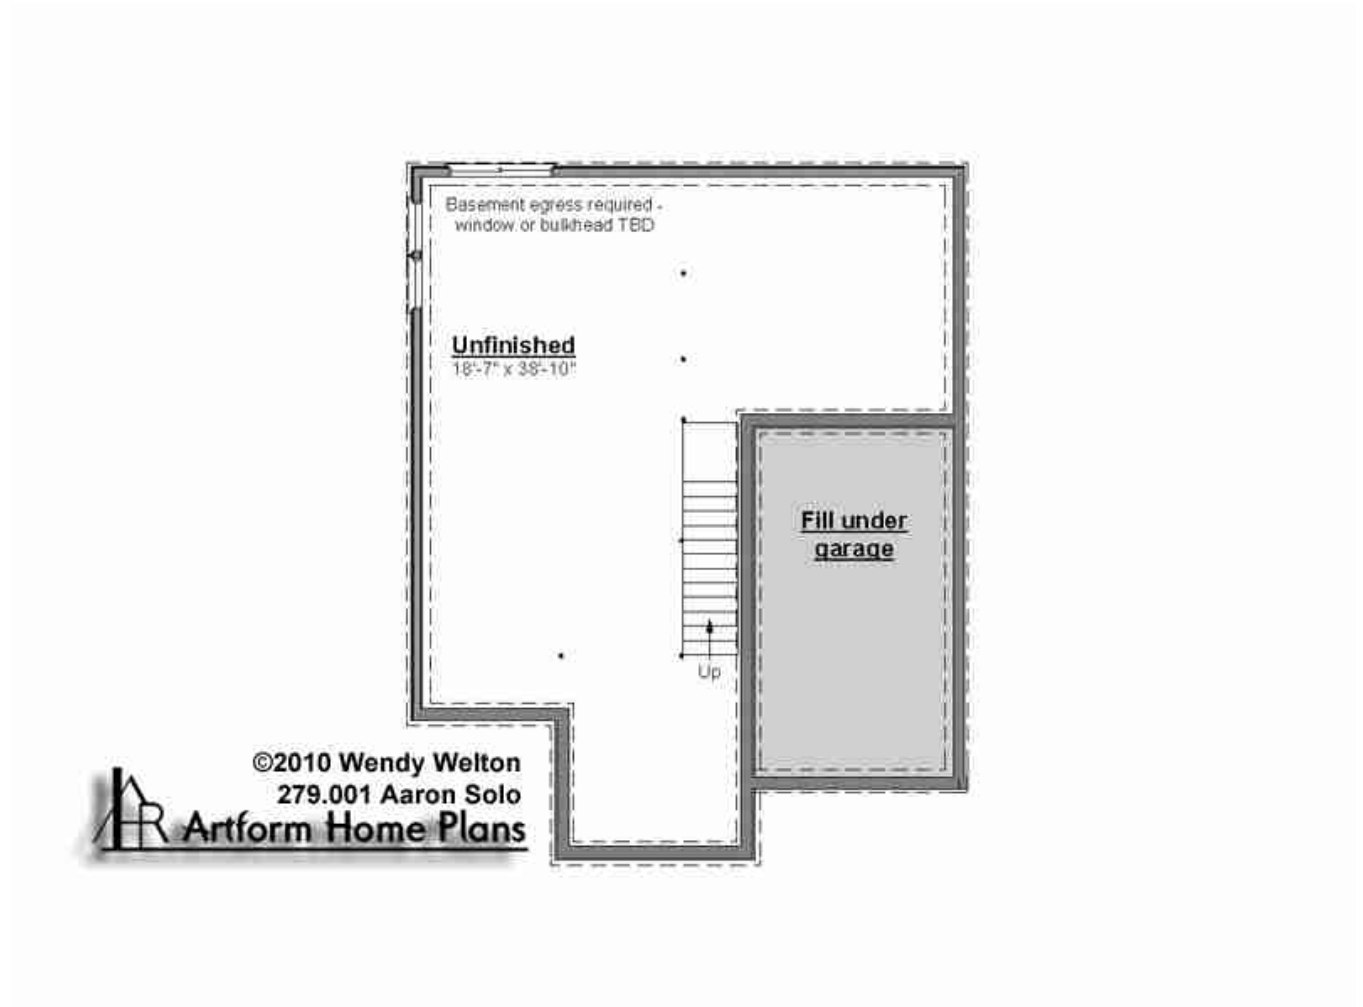 Basement egress required -
window or bulkhead TBD
Unfinished
18'-7" x 38'-10"
Fill under
garage
Up
©2010 Wendy Welton
279.001 Aaron Solo
Artform Home Plans